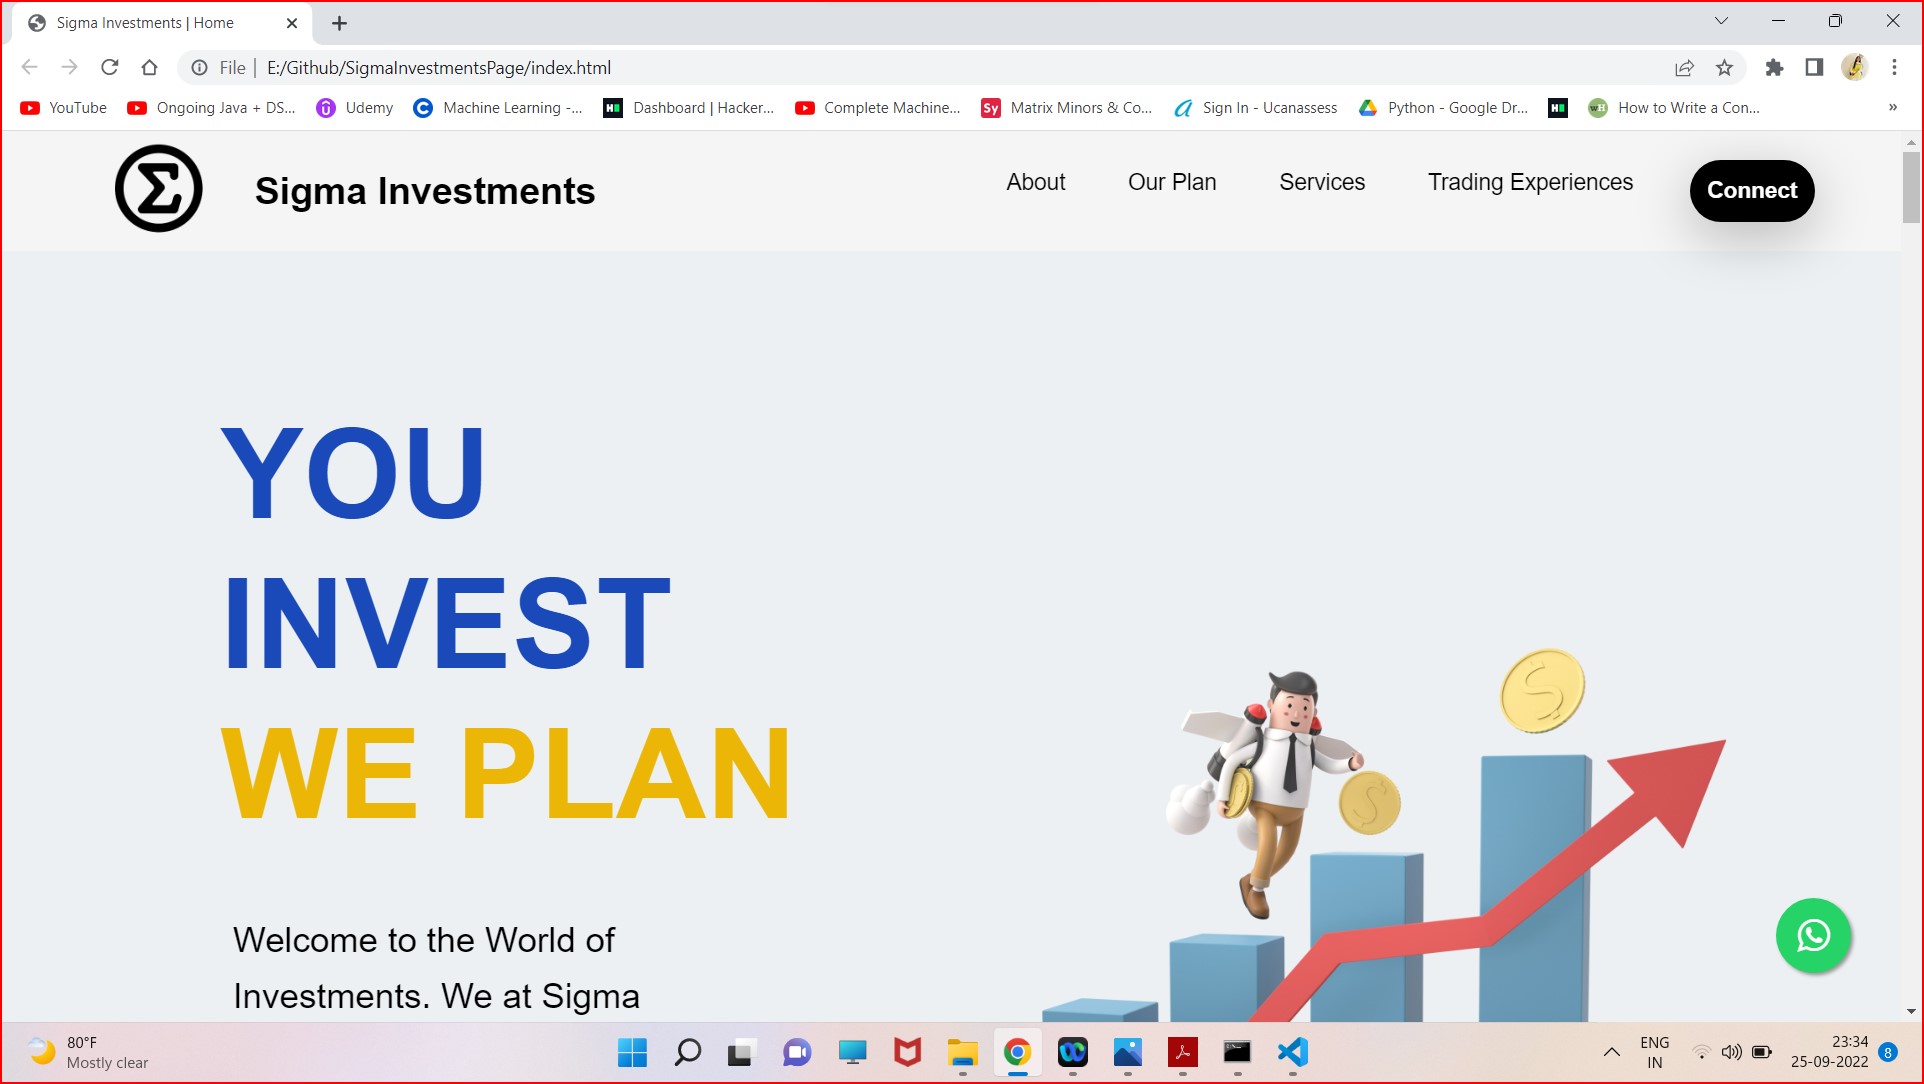 Sigma Investments | Home
File | E:/Github/SigmaInvestmentsPage/index.html
YouTube Ongoing Java + DS... Udemy Machine Learning -... Dashboard | Hacker... Complete Machine... Matrix Minors & Co... Sign In - Ucanassess Python - Google Dr... How to Write a Con... »
Σ Sigma Investments About Our Plan Services Trading Experiences Connect
YOU
INVEST
WE PLAN
Welcome to the World of
Investments. We at Sigma
80°F ENG 23:34
Mostly clear IN 25-09-2022 8